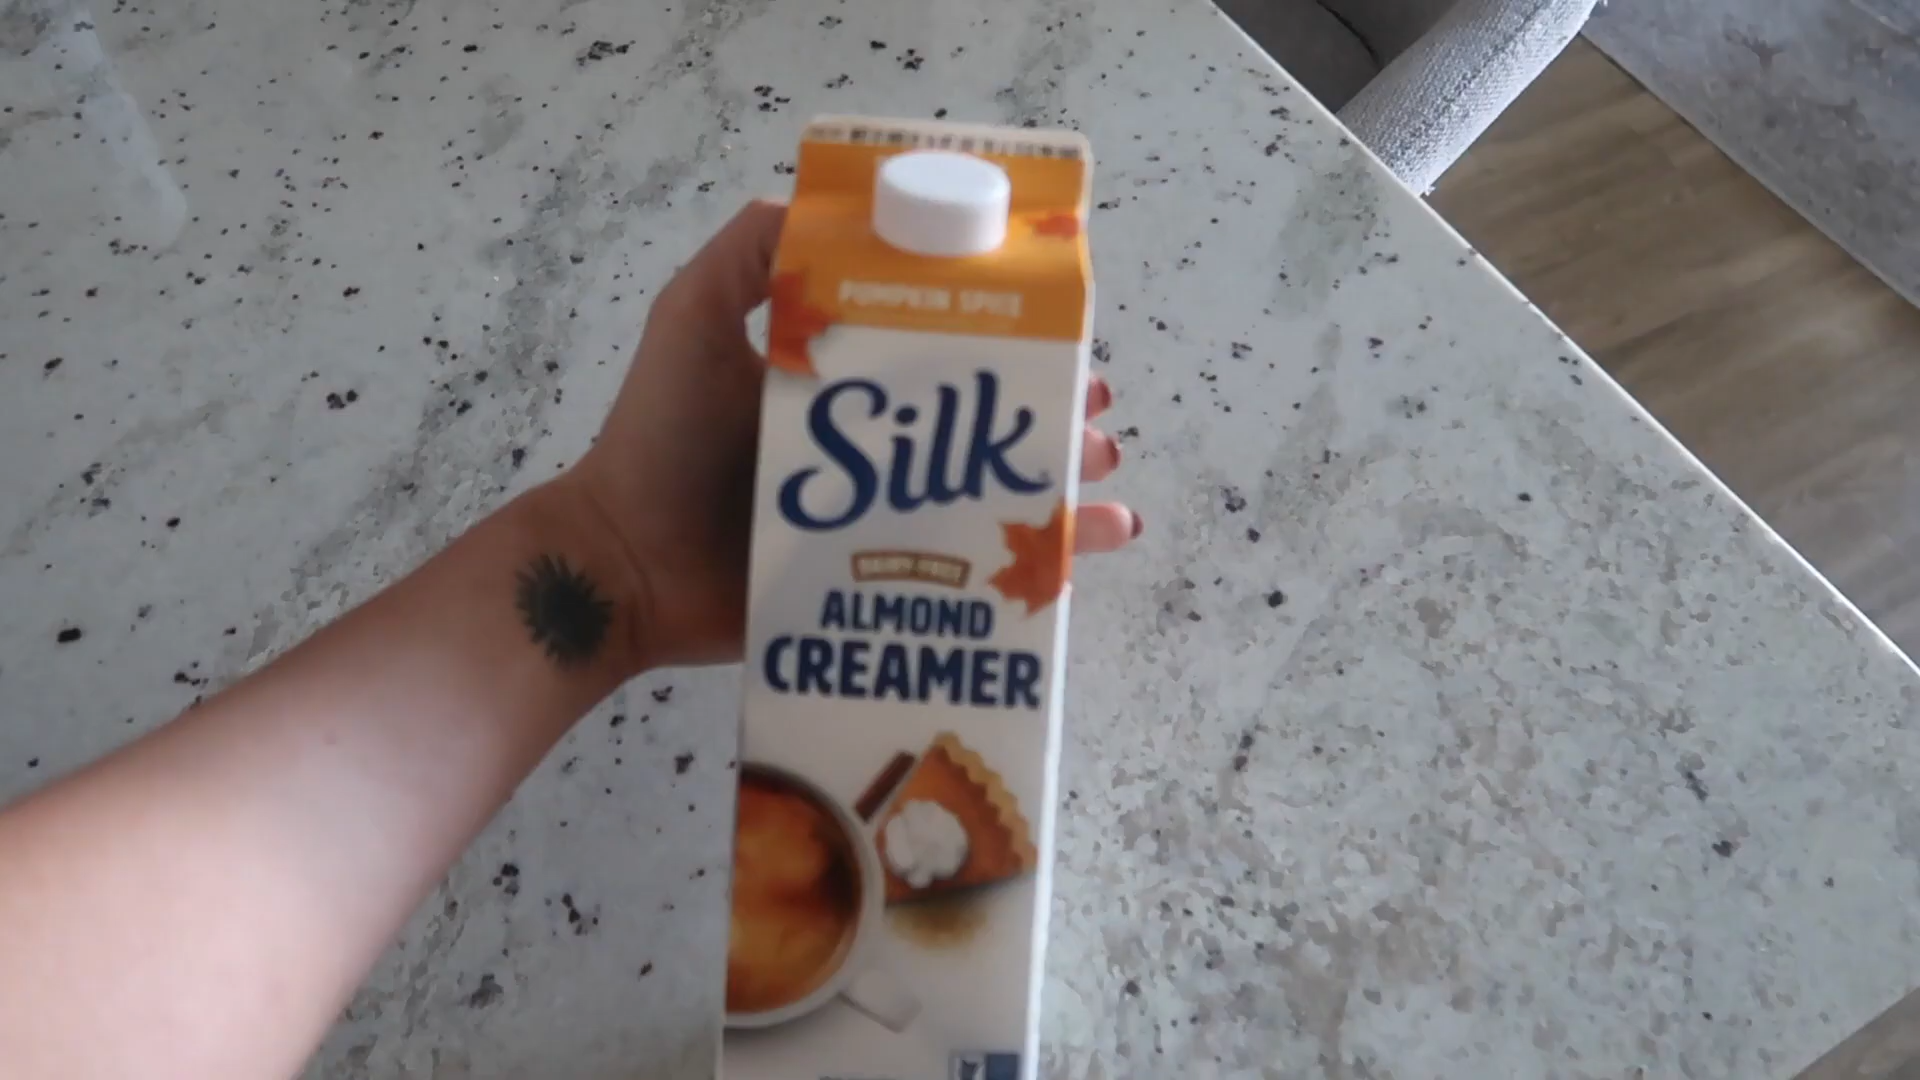 PUMPKIN SPICE
Silk
DAIRY-FREE
ALMOND
CREAMER